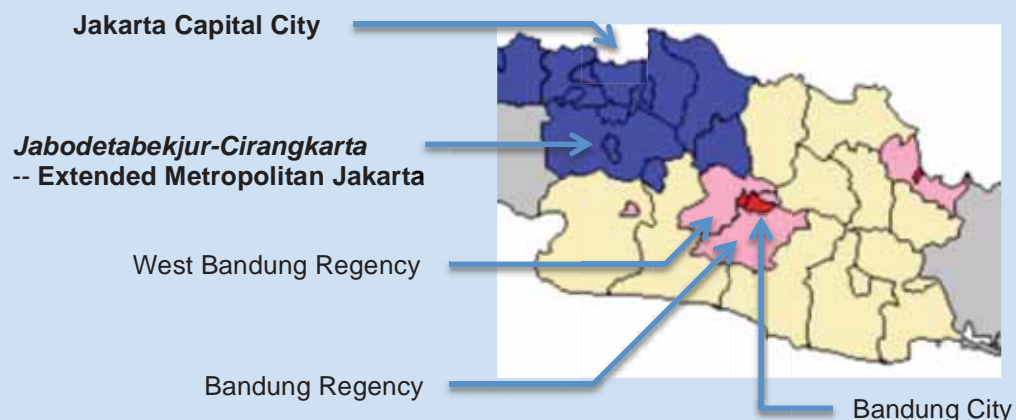 Jakarta Capital City
Jabodetabekjur-Cirangkarta
-- Extended Metropolitan Jakarta
West Bandung Regency
Bandung Regency
Bandung City